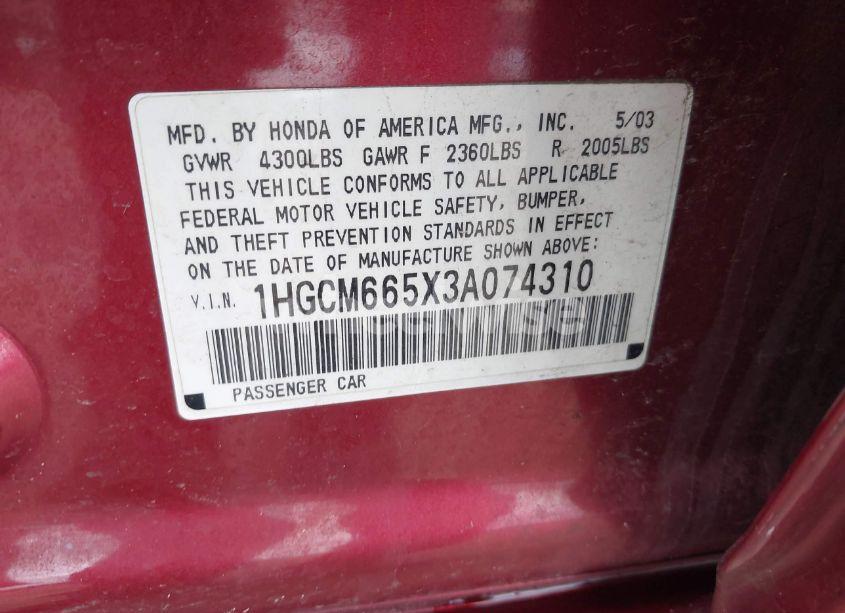 MFD. BY HONDA OF AMERICA MFG., INC. 5/03
GVWR 4300LBS GAWR F 2360LBS R 2005LBS
THIS VEHICLE CONFORMS TO ALL APPLICABLE
FEDERAL MOTOR VEHICLE SAFETY, BUMPER,
AND THEFT PREVENTION STANDARDS IN EFFECT
ON THE DATE OF MANUFACTURE SHOWN ABOVE:
V.I.N. 1HGCM665X3A074310
PASSENGER CAR